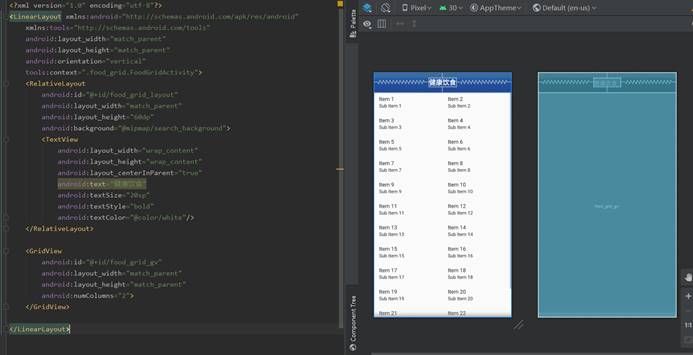 <?xml version="1.0" encoding="utf-8"?>
<LinearLayout xmlns:android="http://schemas.android.com/apk/res/android"
xmlns:tools="http://schemas.android.com/tools"
android:layout_width="match_parent"
android:layout_height="match_parent"
android:orientation="vertical"
tools:context=".food_grid.FoodGridActivity">
<RelativeLayout
android:id="@+id/food_grid_layout"
android:layout_width="match_parent"
android:layout_height="60dp"
android:background="@mipmap/search_background">
<TextView
android:layout_width="wrap_content"
android:layout_height="wrap_content"
android:layout_centerInParent="true"
android:text="健康饮食"
android:textSize="20sp"
android:textStyle="bold"
android:textColor="@color/white"/>
</RelativeLayout>
<GridView
android:id="@+id/food_grid_gv"
android:layout_width="match_parent"
android:layout_height="match_parent"
android:numColumns="2">
</GridView>
</LinearLayout>
Palette
Component Tree
Pixel
30
AppTheme
Default (en-us)
健康饮食
Item 1 Item 2
Sub Item 1 Sub Item 2
Item 3 Item 4
Sub Item 3 Sub Item 4
Item 5 Item 6
Sub Item 5 Sub Item 6
Item 7 Item 8
Sub Item 7 Sub Item 8
Item 9 Item 10
Sub Item 9 Sub Item 10
Item 11 Item 12
Sub Item 11 Sub Item 12
Item 13 Item 14
Sub Item 13 Sub Item 14
Item 15 Item 16
Sub Item 15 Sub Item 16
Item 17 Item 18
Sub Item 17 Sub Item 18
Item 19 Item 20
Sub Item 19 Sub Item 20
Item 21 Item 22
健康饮食
food_grid_gv
1:1